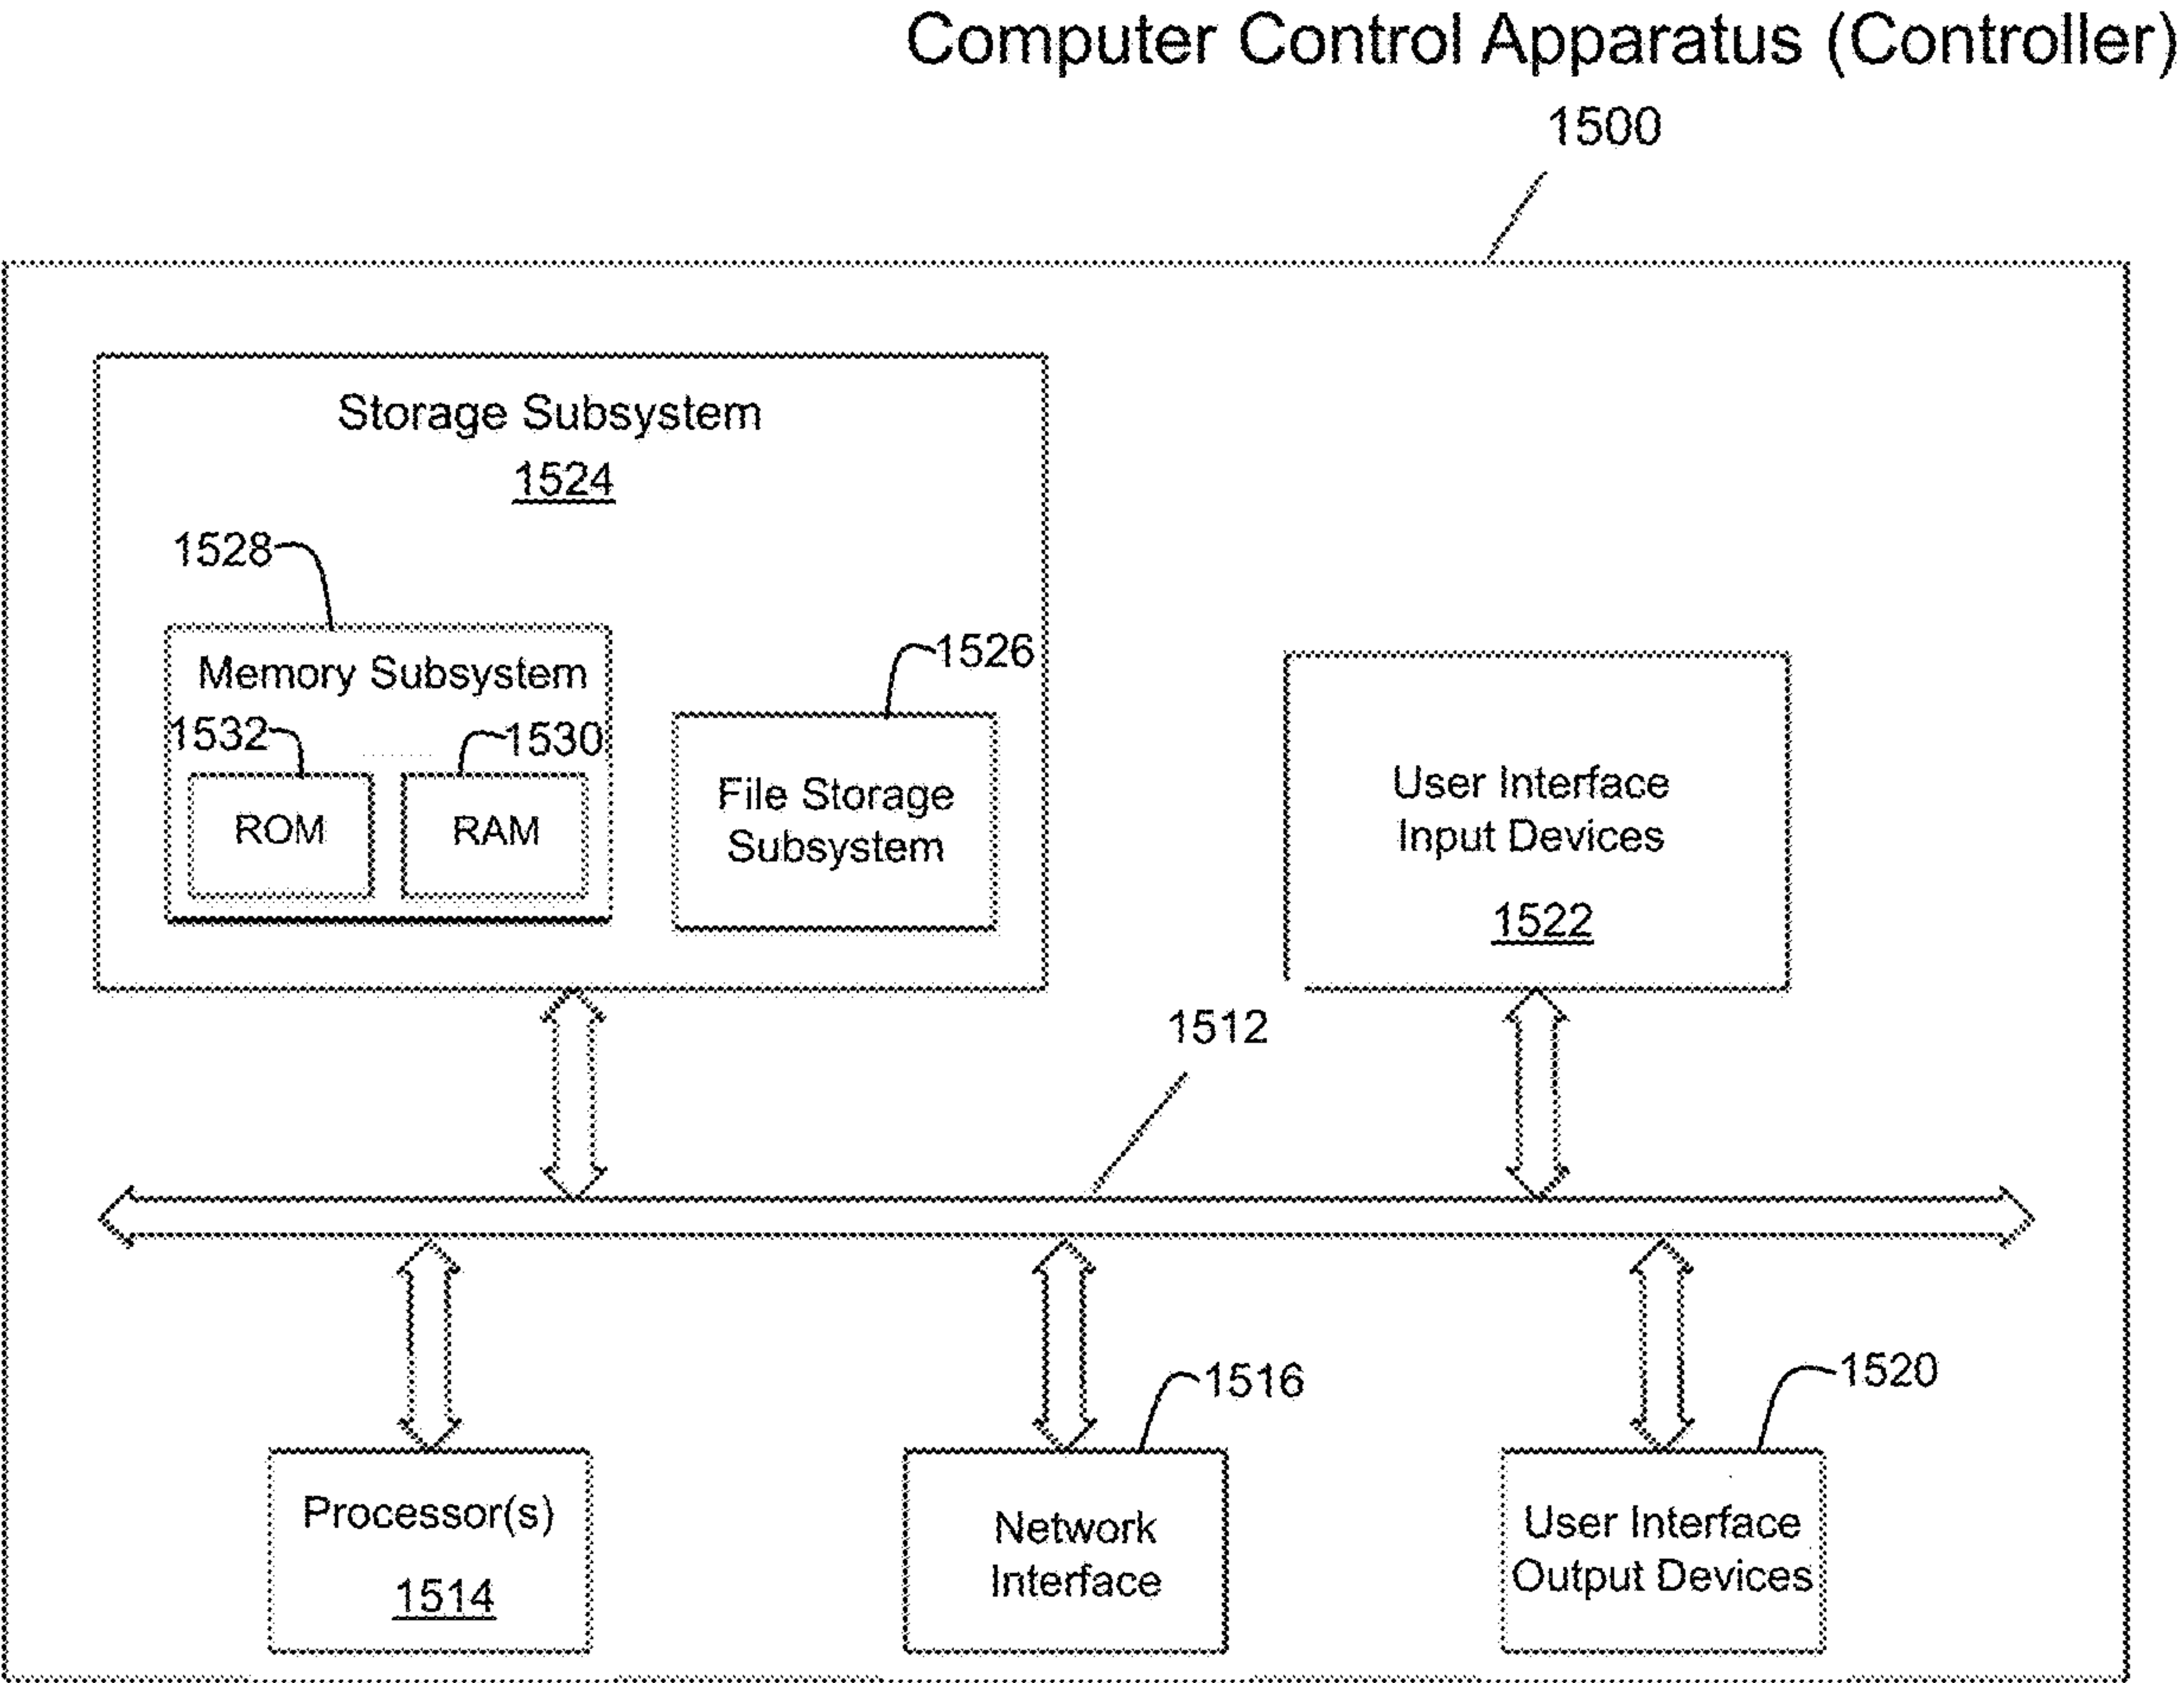 Computer Control Apparatus (Controller)
1500
Storage Subsystem
1524
1528
Memory Subsystem
1532
1530
ROM
RAM
1526
File Storage
Subsystem
User Interface
Input Devices
1522
1512
Processor(s)
1514
1516
Network
Interface
1520
User Interface
Output Devices